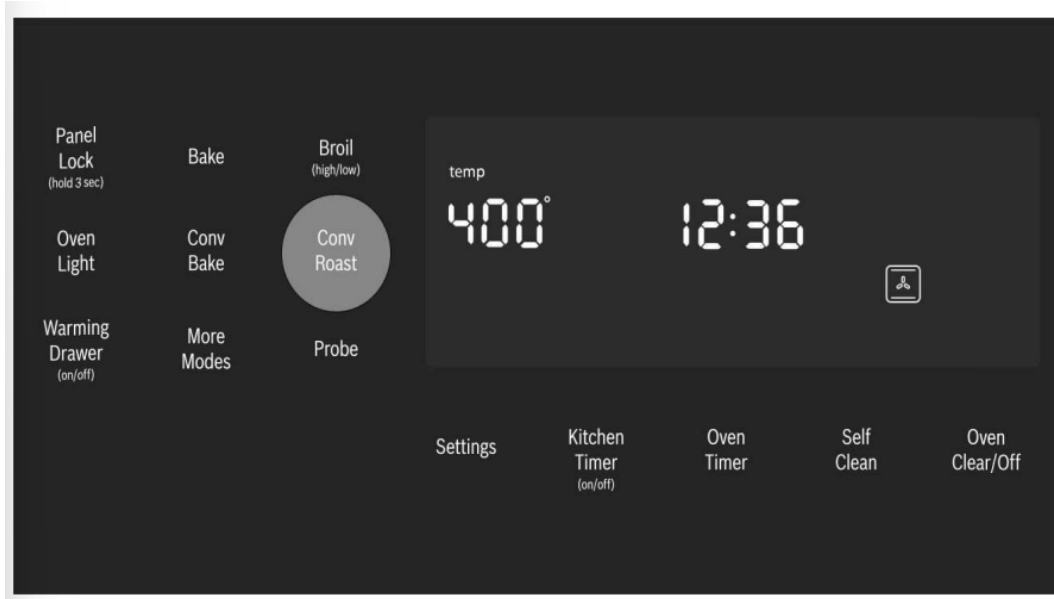 Panel
Lock
(hold 3 sec)
Bake
Broil
(high/low)
Oven
Light
Conv
Bake
Conv
Roast
Warming
Drawer
(on/off)
More
Modes
Probe
temp
400°
12:36
Settings
Kitchen
Timer
(on/off)
Oven
Timer
Self
Clean
Oven
Clear/Off